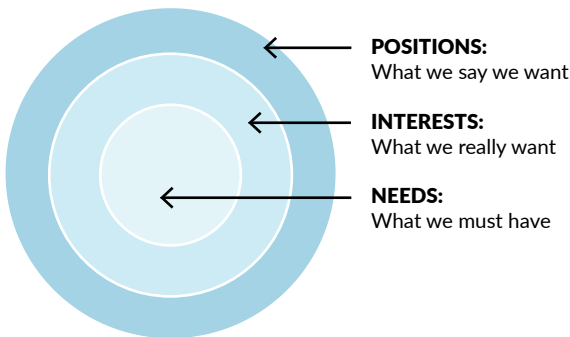 POSITIONS:
What we say we want
INTERESTS:
What we really want
NEEDS:
What we must have